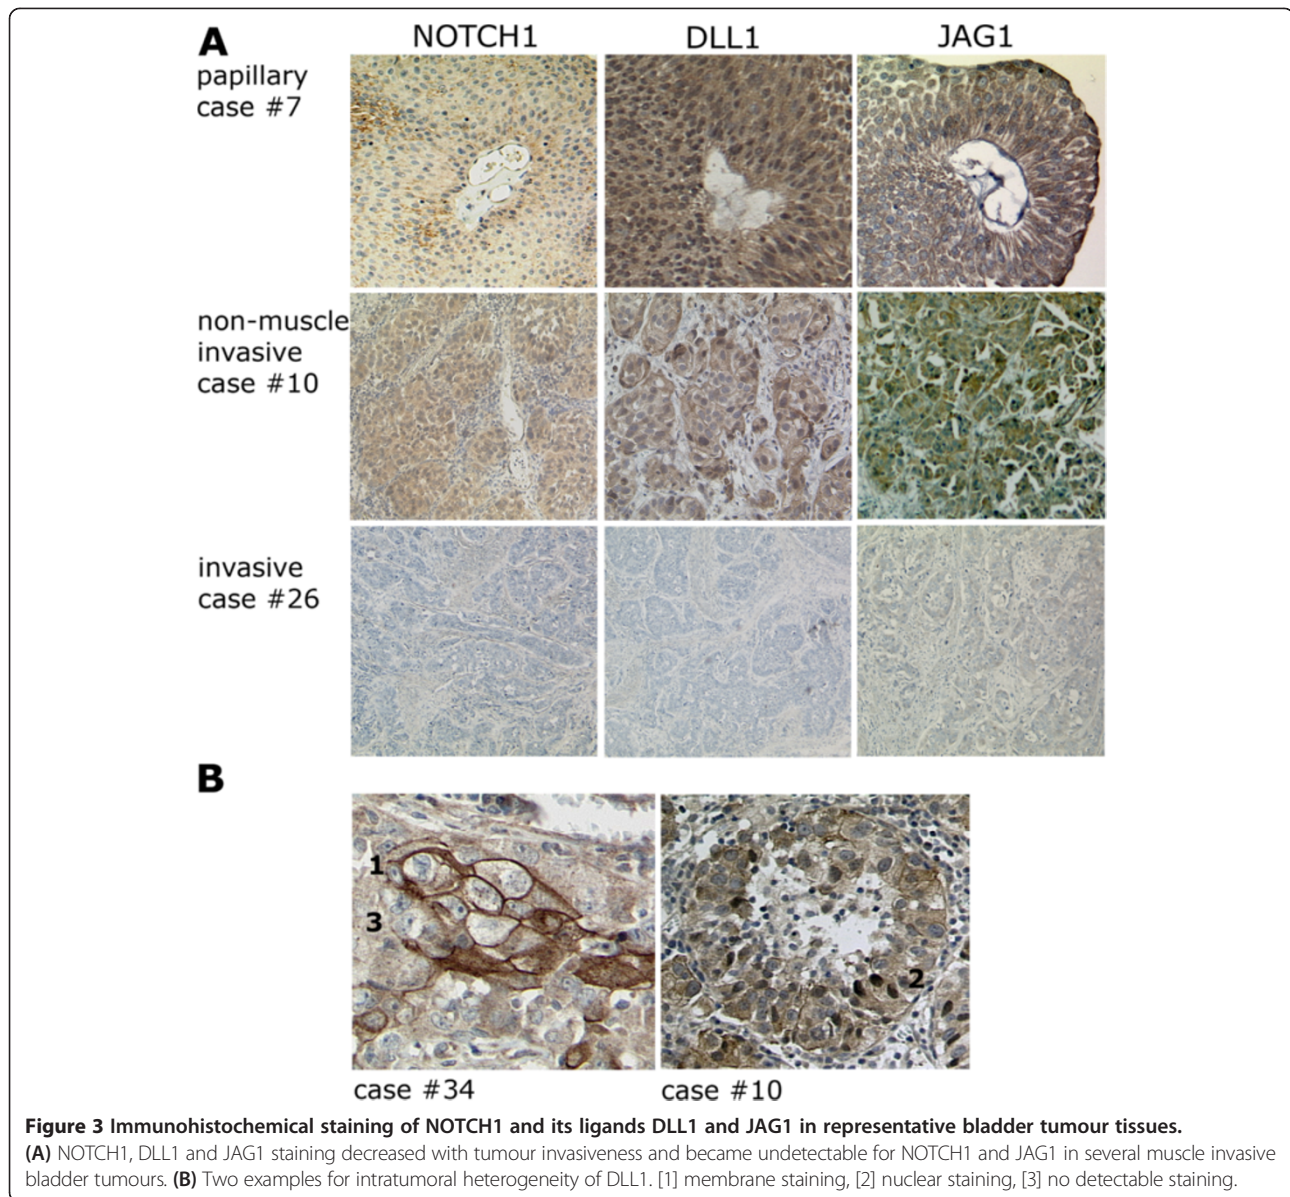 A
NOTCH1 DLL1 JAG1
papillary
case #7
non-muscle
invasive
case #10
invasive
case #26
B
1
3
2
case #34 case #10
Figure 3 Immunohistochemical staining of NOTCH1 and its ligands DLL1 and JAG1 in representative bladder tumour tissues.
(A) NOTCH1, DLL1 and JAG1 staining decreased with tumour invasiveness and became undetectable for NOTCH1 and JAG1 in several muscle invasive
bladder tumours. (B) Two examples for intratumoral heterogeneity of DLL1. [1] membrane staining, [2] nuclear staining, [3] no detectable staining.